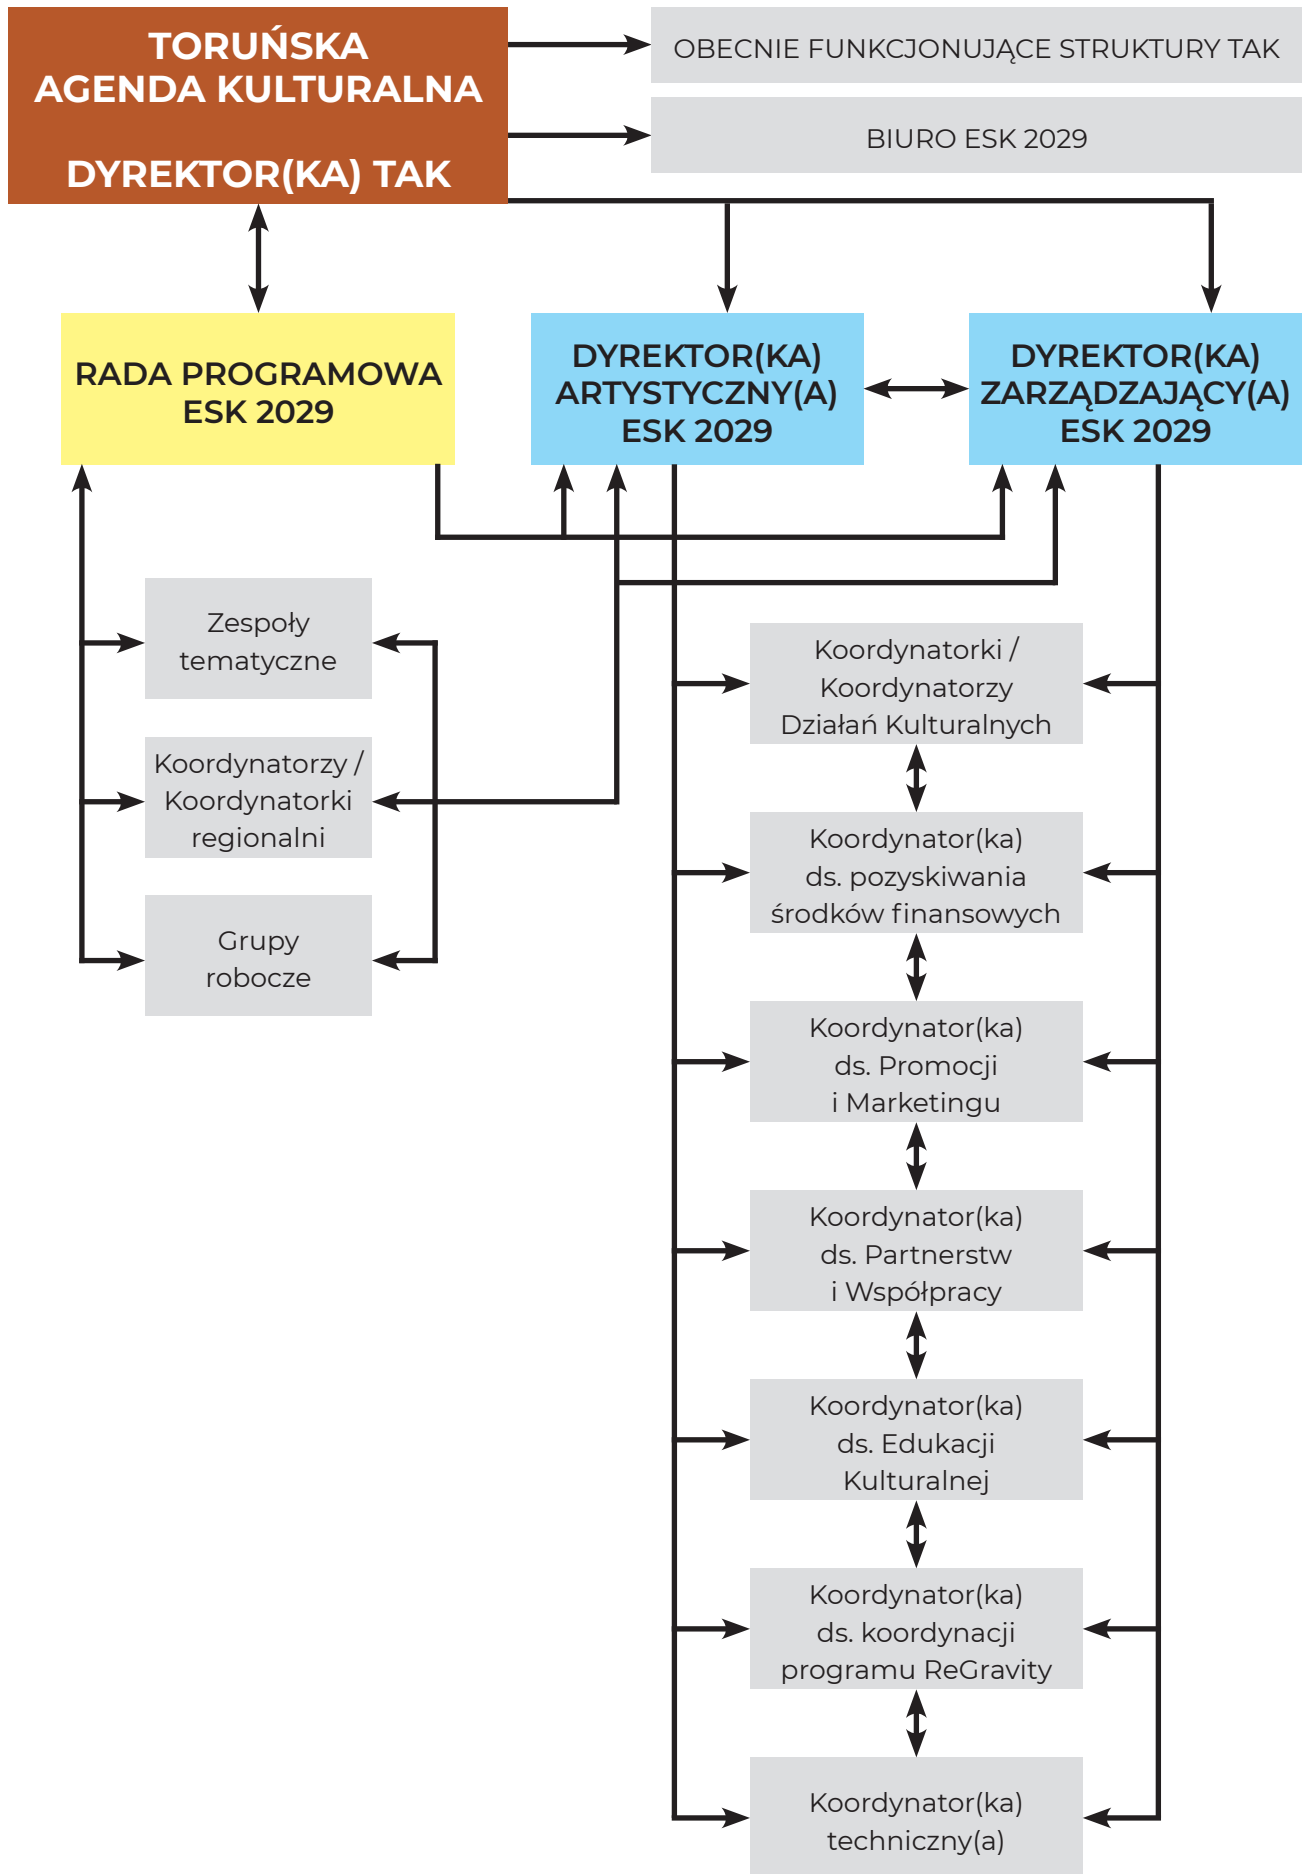 TORUŃSKA
AGENDA KULTURALNA
DYREKTOR(KA) TAK
OBECNIE FUNKCJONUJĄCE STRUKTURY TAK
BIURO ESK 2029
RADA PROGRAMOWA
ESK 2029
DYREKTOR(KA)
ARTYSTYCZNY(A)
ESK 2029
DYREKTOR(KA)
ZARZĄDZAJĄCY(A)
ESK 2029
Zespoły
tematyczne
Koordynatorzy /
Koordynatorki
regionalni
Grupy
robocze
Koordynatorki /
Koordynatorzy
Działań Kulturalnych
Koordynator(ka)
ds. pozyskiwania
środków finansowych
Koordynator(ka)
ds. Promocji
i Marketingu
Koordynator(ka)
ds. Partnerstw
i Współpracy
Koordynator(ka)
ds. Edukacji
Kulturalnej
Koordynator(ka)
ds. koordynacji
programu ReGravity
Koordynator(ka)
techniczny(a)